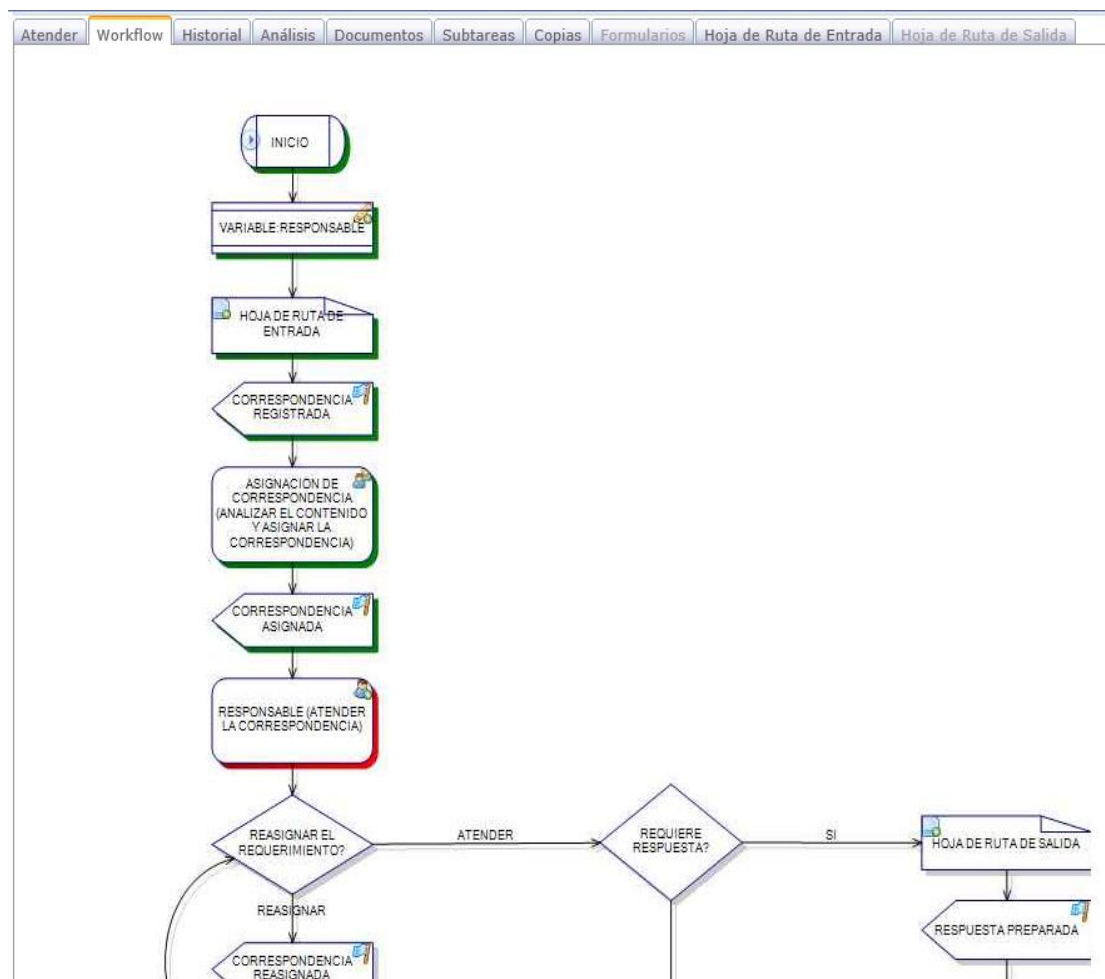 Atender Workflow Historial Análisis Documentos Subtareas Copias Formularios Hoja de Ruta de Entrada Hoja de Ruta de Salida
INICIO
VARIABLE:RESPONSABLE
HOJA DE RUTA DE
ENTRADA
CORRESPONDENCIA
REGISTRADA
ASIGNACION DE
CORRESPONDENCIA
(ANALIZAR EL CONTENIDO
Y ASIGNAR LA
CORRESPONDENCIA)
CORRESPONDENCIA
ASIGNADA
RESPONSABLE (ATENDER
LA CORRESPONDENCIA)
REASIGNAR EL
REQUERIMIENTO?
ATENDER
REQUIERE
RESPUESTA?
SI
HOJA DE RUTA DE SALIDA
REASIGNAR
RESPUESTA PREPARADA
CORRESPONDENCIA
REASIGNADA